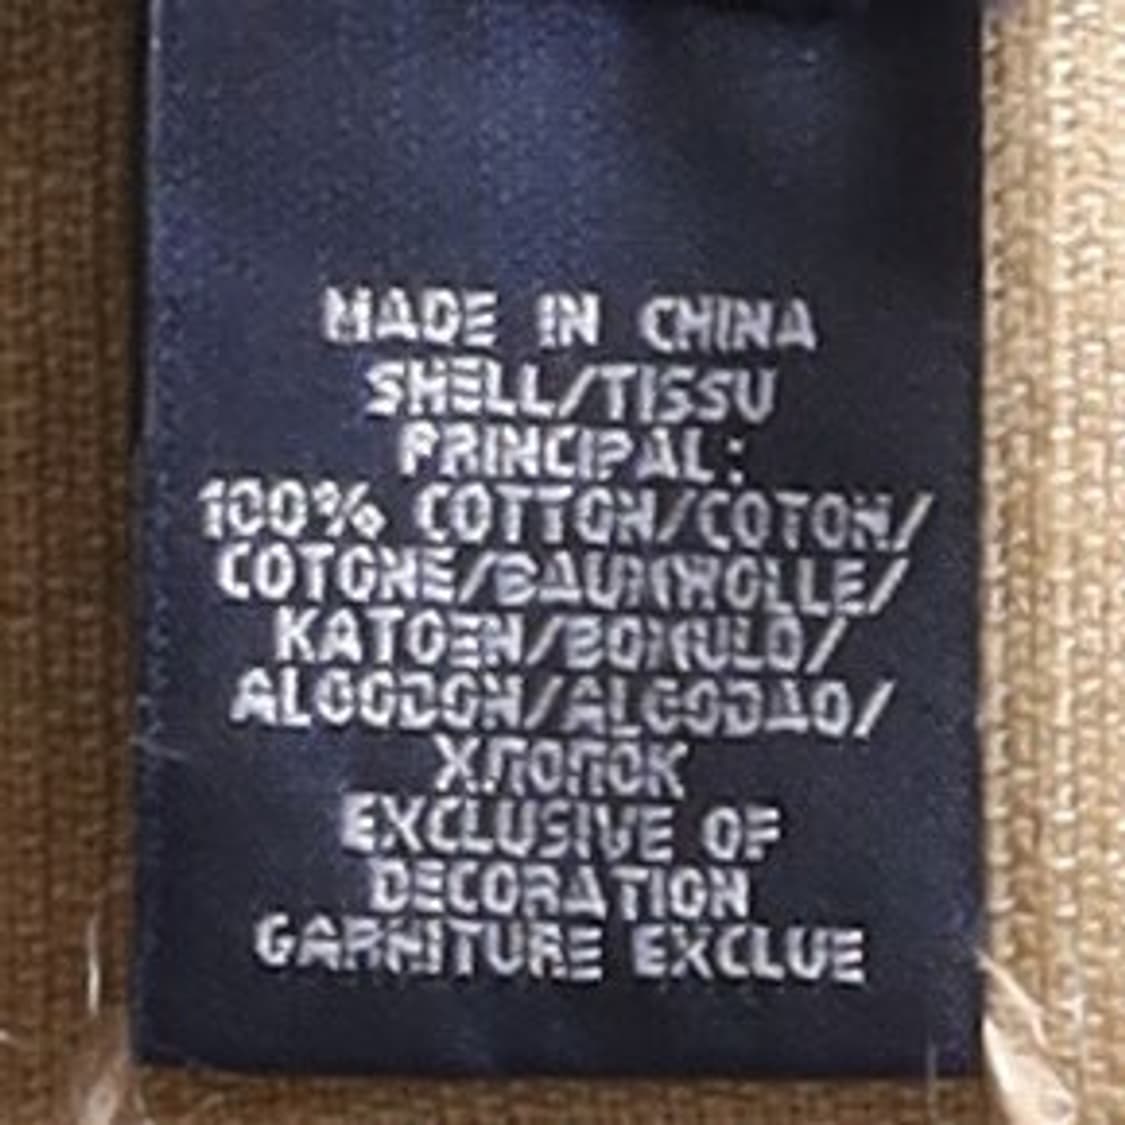 MADE IN CHINA
SHELL/TISSU
PRINCIPAL:
100% COTTON/COTON/
COTONE/BAUMWOLLE/
KATOEN/BOMULD/
ALGODON/ALGODAO/
ХЛОПОК
EXCLUSIVE OF
DECORATION
GARNITURE EXCLUE